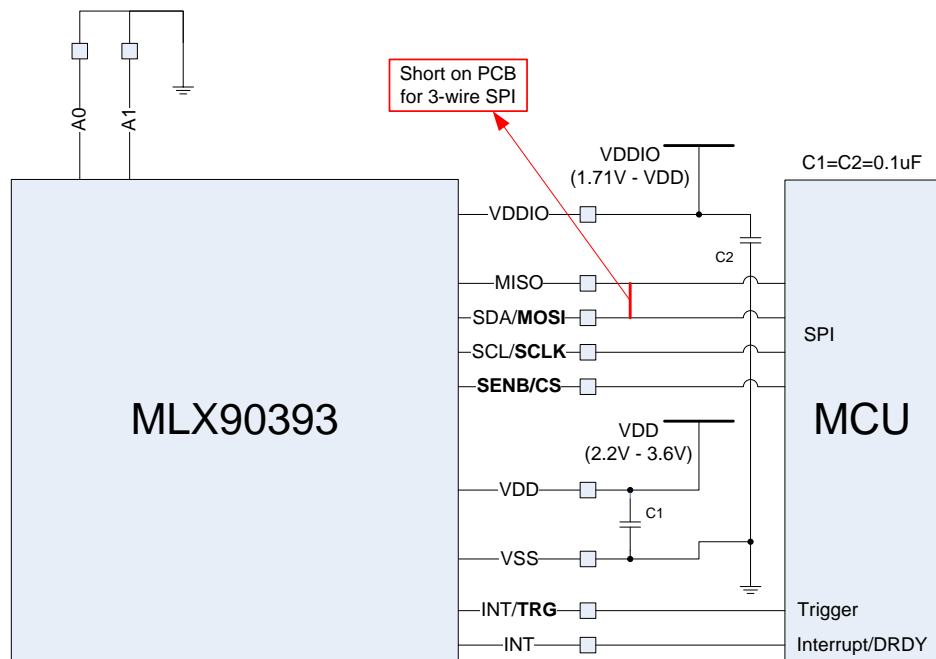 A0
A1
Short on PCB
for 3-wire SPI
VDDIO
(1.71V - VDD)
C1=C2=0.1uF
VDDIO
C2
MISO
SDA/MOSI
SPI
SCL/SCLK
SENB/CS
MLX90393
MCU
VDD
(2.2V - 3.6V)
VDD
C1
VSS
INT/TRG
Trigger
INT
Interrupt/DRDY